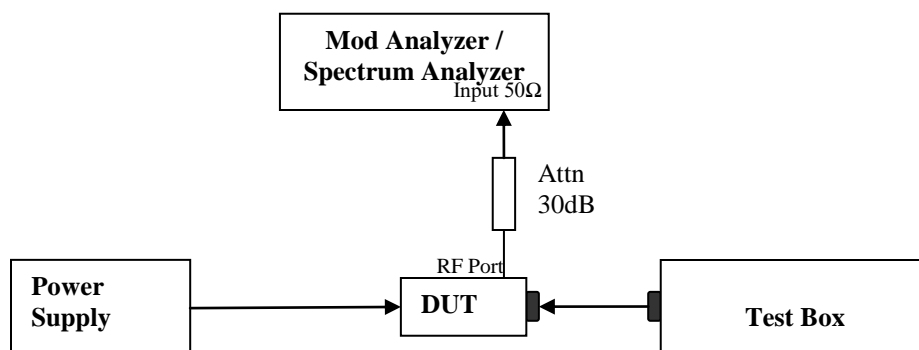 Mod Analyzer /
Spectrum Analyzer
Input 50Ω
Attn
30dB
RF Port
Power
Supply
DUT
Test Box